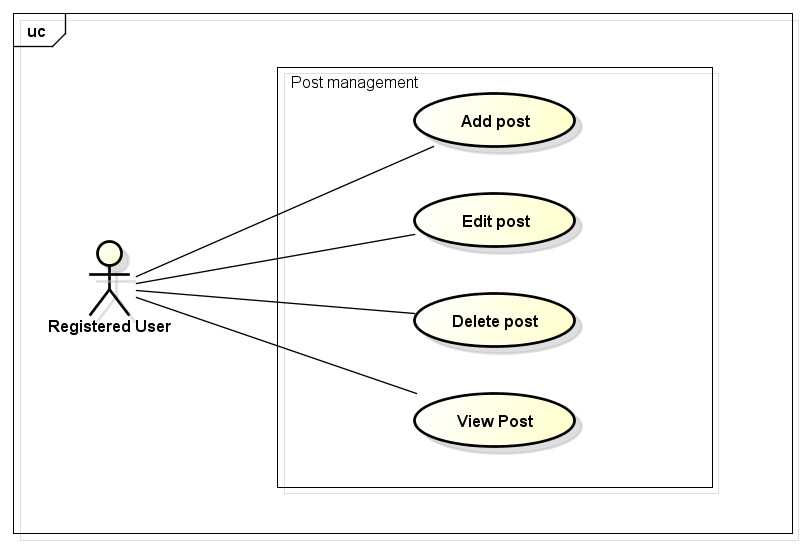 uc
Post management
Add post
Edit post
Registered User
Delete post
View Post